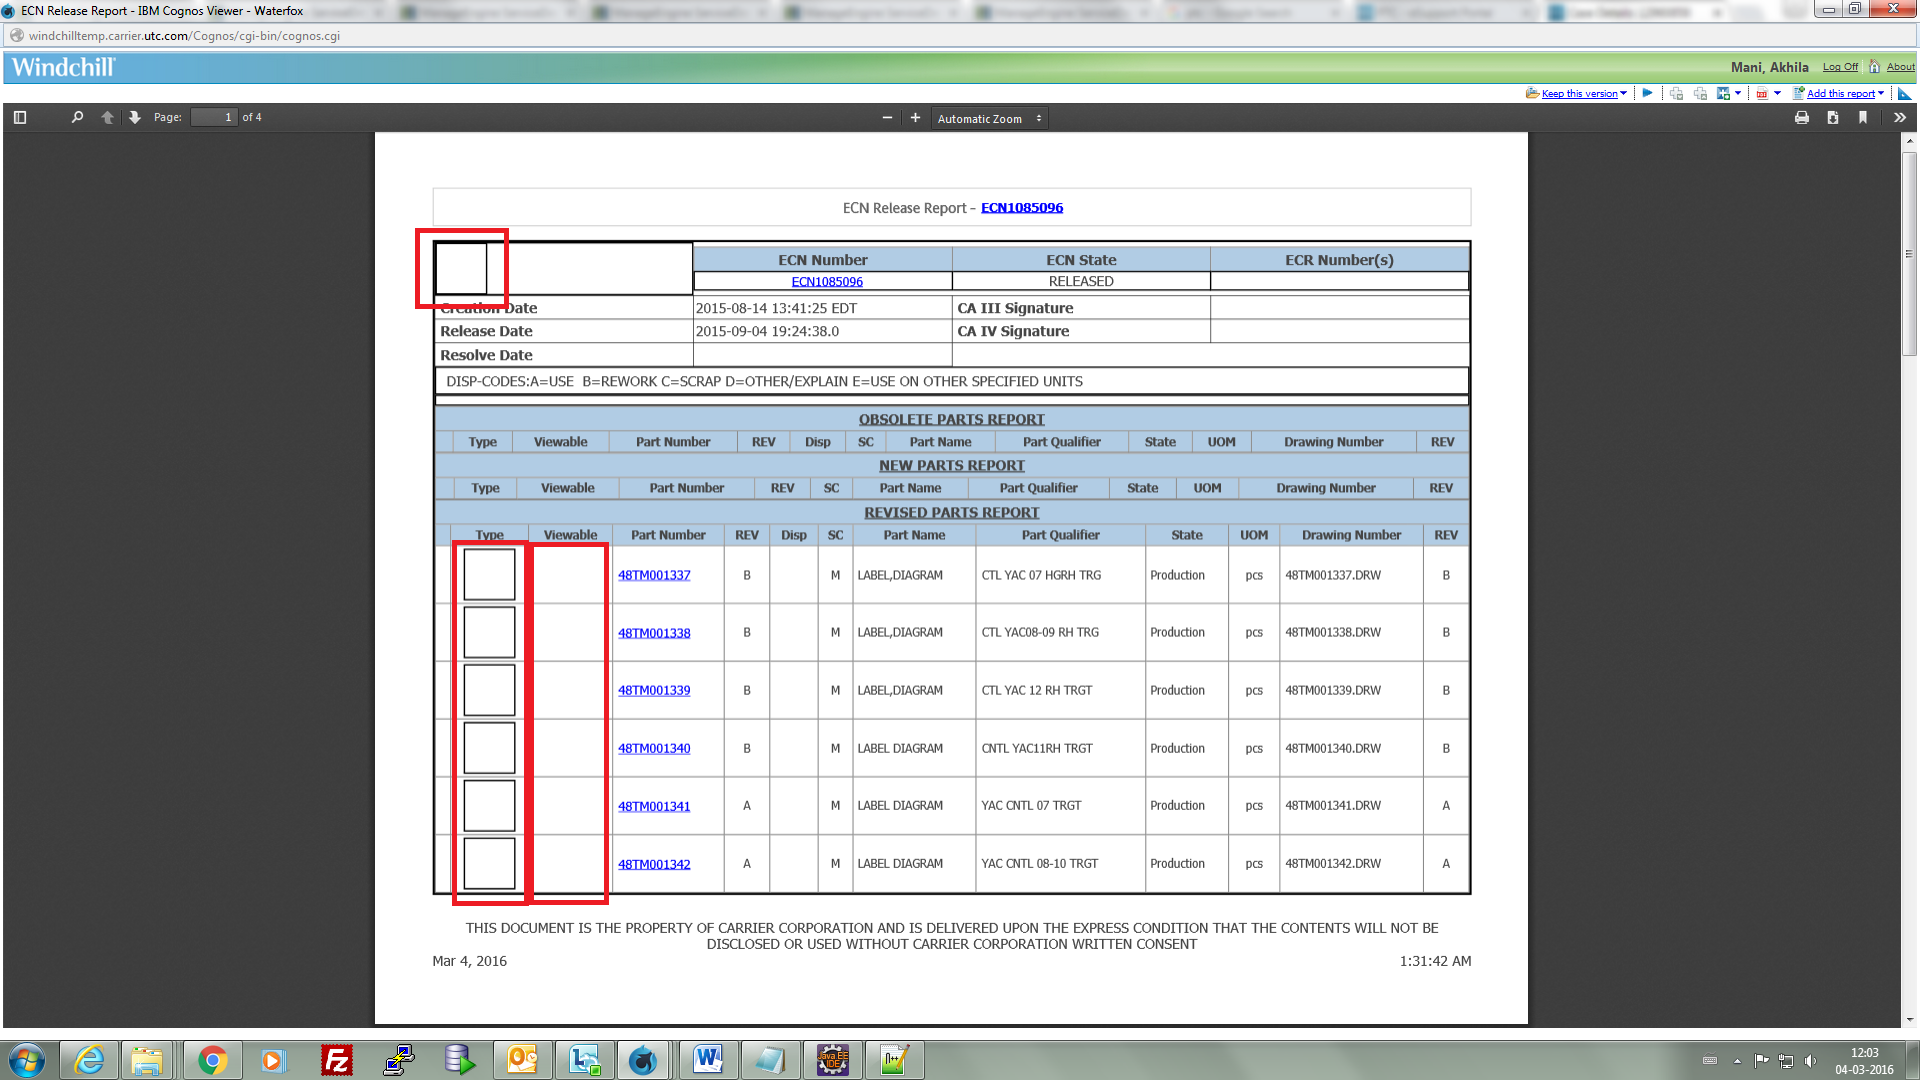 ECN Release Report - IBM Cognos Viewer - Waterfox
windchilltemp.carrier.utc.com/Cognos/cgi-bin/cognos.cgi
Windchill
Mani, Akhila Log Off About
Keep this version Add this report
Page: 1 of 4 Automatic Zoom
ECN Release Report - ECN1085096
ECN Number ECN State ECR Number(s)
ECN1085096 RELEASED
Creation Date 2015-08-14 13:41:25 EDT CA III Signature
Release Date 2015-09-04 19:24:38.0 CA IV Signature
Resolve Date
DISP-CODES:A=USE B=REWORK C=SCRAP D=OTHER/EXPLAIN E=USE ON OTHER SPECIFIED UNITS
OBSOLETE PARTS REPORT
Type Viewable Part Number REV Disp SC Part Name Part Qualifier State UOM Drawing Number REV
NEW PARTS REPORT
Type Viewable Part Number REV SC Part Name Part Qualifier State UOM Drawing Number REV
REVISED PARTS REPORT
Type Viewable Part Number REV Disp SC Part Name Part Qualifier State UOM Drawing Number REV
48TM001337 B M LABEL,DIAGRAM CTL YAC 07 HGRH TRG Production pcs 48TM001337.DRW B
48TM001338 B M LABEL,DIAGRAM CTL YAC08-09 RH TRG Production pcs 48TM001338.DRW B
48TM001339 B M LABEL,DIAGRAM CTL YAC 12 RH TRGT Production pcs 48TM001339.DRW B
48TM001340 B M LABEL DIAGRAM CNTL YAC11RH TRGT Production pcs 48TM001340.DRW B
48TM001341 A M LABEL DIAGRAM YAC CNTL 07 TRGT Production pcs 48TM001341.DRW A
48TM001342 A M LABEL DIAGRAM YAC CNTL 08-10 TRGT Production pcs 48TM001342.DRW A
THIS DOCUMENT IS THE PROPERTY OF CARRIER CORPORATION AND IS DELIVERED UPON THE EXPRESS CONDITION THAT THE CONTENTS WILL NOT BE
DISCLOSED OR USED WITHOUT CARRIER CORPORATION WRITTEN CONSENT
Mar 4, 2016 1:31:42 AM
Java EE
IDE
12:03
04-03-2016